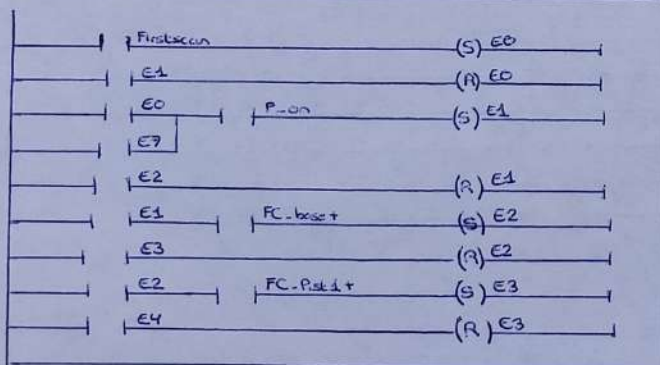 Firstscan (S) E0
E1 (R) E0
E0 P_on (S) E1
E7
E2 (R) E1
E1 FC_base+ (S) E2
E3 (R) E2
E2 FC_Pist1+ (S) E3
E4 (R) E3